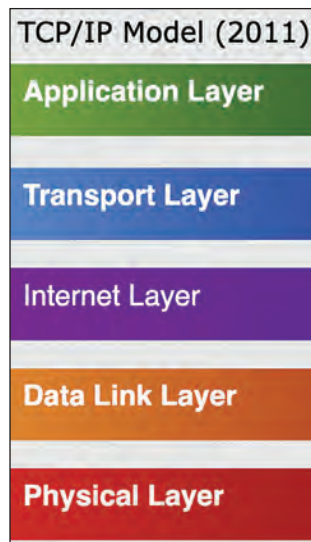 TCP/IP Model (2011)
Application Layer
Transport Layer
Internet Layer
Data Link Layer
Physical Layer